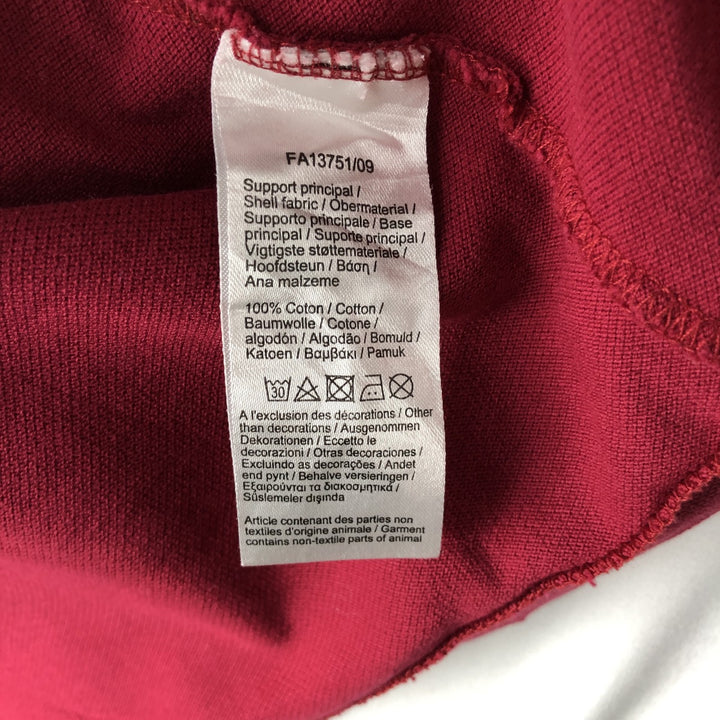 FA13751/09
Support principal /
Shell fabric / Obermaterial /
Supporto principale / Base
principal / Suporte principal /
Vigtigste støttemateriale /
Hoofdsteun / Βάση /
Ana malzeme
100% Coton / Cotton /
Baumwolle / Cotone /
algodón / Algodão / Bomuld /
Katoen / Βαμβάκι / Pamuk
30
A l'exclusion des décorations / Other
than decorations / Ausgenommen
Dekorationen / Eccetto le
decorazioni / Otras decoraciones /
Excluindo as decorações / Andet
end pynt / Behalve versieringen /
Εξαιρούνται τα διακοσμητικά /
Süslemeler dışında
Article contenant des parties non
textiles d'origine animale / Garment
contains non-textile parts of animal